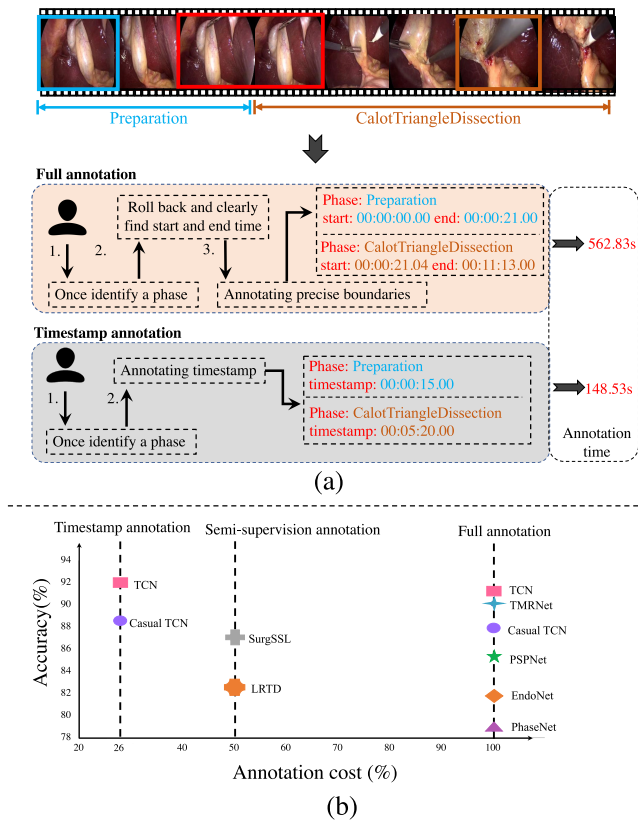 Preparation
CalotTriangleDissection
Full annotation
1.
2.
Roll back and clearly
find start and end time
3.
Once identify a phase
Annotating precise boundaries
Phase: Preparation
start: 00:00:00.00 end: 00:00:21.00
Phase: CalotTriangleDissection
start: 00:00:21.04 end: 00:11:13.00
562.83s
Timestamp annotation
1.
2.
Annotating timestamp
Once identify a phase
Phase: Preparation
timestamp: 00:00:15.00
Phase: CalotTriangleDissection
timestamp: 00:05:20.00
148.53s
Annotation
time
(a)
Timestamp annotation
Semi-supervision annotation
Full annotation
Accuracy(%)
94
92
90
88
86
84
82
80
78
TCN
Casual TCN
SurgSSL
LRTD
TCN
TMRNet
Casual TCN
PSPNet
EndoNet
PhaseNet
20
26
40
50
60
70
80
90
100
Annotation cost (%)
(b)